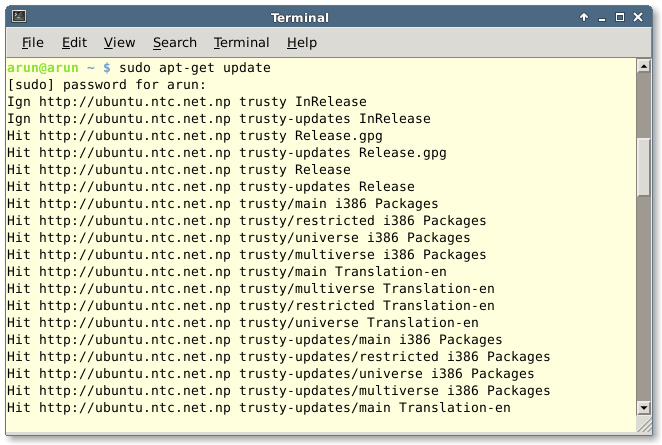 Terminal
File Edit View Search Terminal Help
arun@arun ~ $ sudo apt-get update
[sudo] password for arun:
Ign http://ubuntu.ntc.net.np trusty InRelease
Ign http://ubuntu.ntc.net.np trusty-updates InRelease
Hit http://ubuntu.ntc.net.np trusty Release.gpg
Hit http://ubuntu.ntc.net.np trusty-updates Release.gpg
Hit http://ubuntu.ntc.net.np trusty Release
Hit http://ubuntu.ntc.net.np trusty-updates Release
Hit http://ubuntu.ntc.net.np trusty/main i386 Packages
Hit http://ubuntu.ntc.net.np trusty/restricted i386 Packages
Hit http://ubuntu.ntc.net.np trusty/universe i386 Packages
Hit http://ubuntu.ntc.net.np trusty/multiverse i386 Packages
Hit http://ubuntu.ntc.net.np trusty/main Translation-en
Hit http://ubuntu.ntc.net.np trusty/multiverse Translation-en
Hit http://ubuntu.ntc.net.np trusty/restricted Translation-en
Hit http://ubuntu.ntc.net.np trusty/universe Translation-en
Hit http://ubuntu.ntc.net.np trusty-updates/main i386 Packages
Hit http://ubuntu.ntc.net.np trusty-updates/restricted i386 Packages
Hit http://ubuntu.ntc.net.np trusty-updates/universe i386 Packages
Hit http://ubuntu.ntc.net.np trusty-updates/multiverse i386 Packages
Hit http://ubuntu.ntc.net.np trusty-updates/main Translation-en